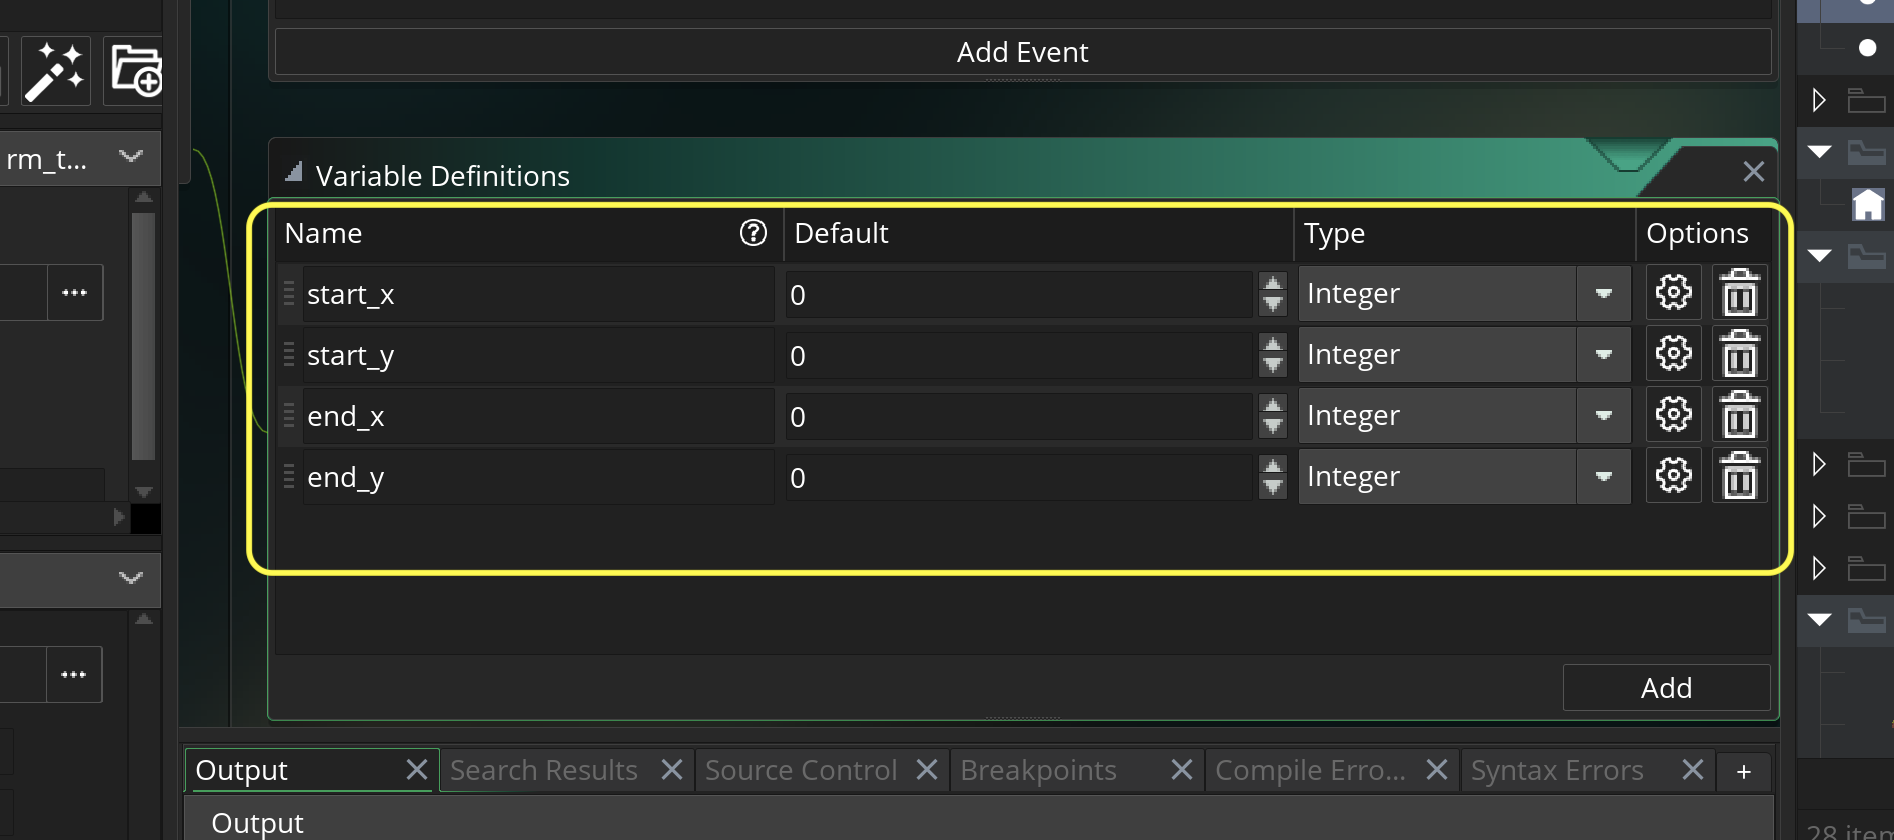 Add Event
rm_t...
Variable Definitions
Name Default Type Options
start_x 0 Integer
start_y 0 Integer
end_x 0 Integer
end_y 0 Integer
Add
Output Search Results Source Control Breakpoints Compile Erro... Syntax Errors +
Output
28 item